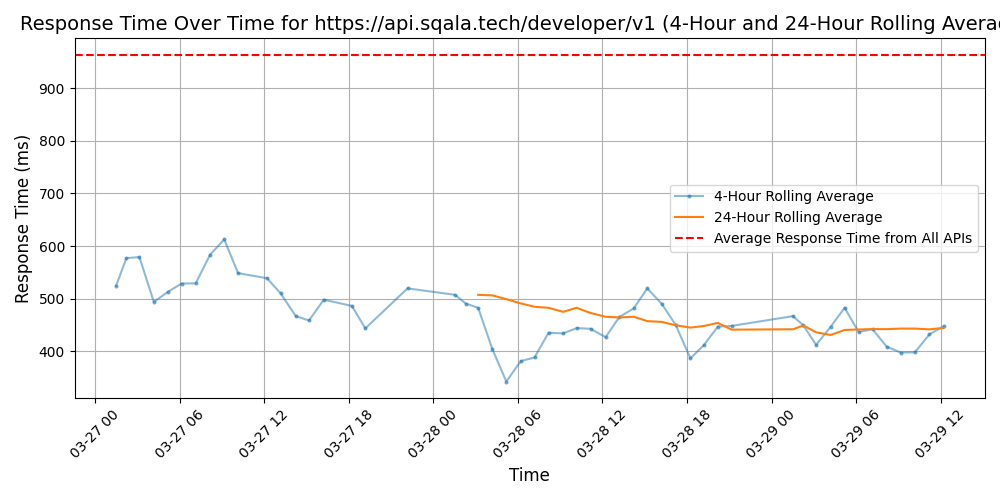 Response Time Over Time for https://api.sqala.tech/developer/v1 (4-Hour and 24-Hour Rolling Averag
Response Time (ms)
900
800
700
600
500
400
4-Hour Rolling Average
24-Hour Rolling Average
Average Response Time from All APIs
03-27 00
03-27 06
03-27 12
03-27 18
03-28 00
03-28 06
03-28 12
03-28 18
03-29 00
03-29 06
03-29 12
Time